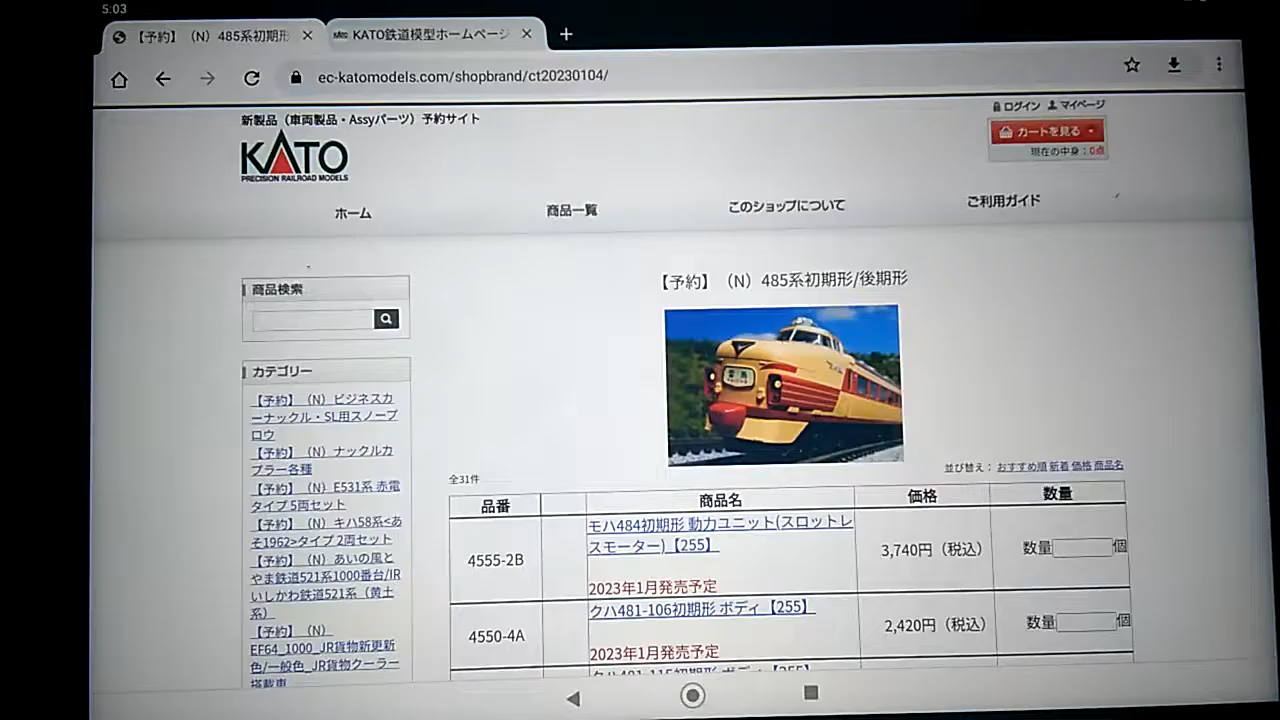 5:03
【予約】（N）485系初期形
KATO鉄道模型ホームページ
ec-katomodels.com/shopbrand/ct20230104/
新製品（車両製品・Assyパーツ）予約サイト
ログイン マイページ
KATO
PRECISION RAILROAD MODELS
カートを見る
現在の中身：0点
ホーム
商品一覧
このショップについて
ご利用ガイド
【予約】（N）485系初期形/後期形
商品検索
カテゴリー
【予約】（N）ビジネスカ
ーナックル・SL用スノープ
ロウ
【予約】（N）ナックルカ
プラー各種
【予約】（N）E531系 赤電
タイプ 5両セット
【予約】（N）キハ58系<あ
そ1962>タイプ 2両セット
【予約】（N）あいの風と
やま鉄道521系1000番台/IR
いしかわ鉄道521系（黄土
系）
【予約】（N）
EF64_1000_JR貨物新更新
色/一般色_JR貨物クーラー
搭載車
全31件
並び替え： おすすめ順 新着 価格 商品名
品番 商品名 価格 数量
4555-2B
モハ484初期形 動力ユニット(スロットレ
スモーター)【255】
2023年1月発売予定
3,740円（税込）
数量 個
4550-4A
クハ481-106初期形 ボディ【255】
2023年1月発売予定
2,420円（税込）
数量 個